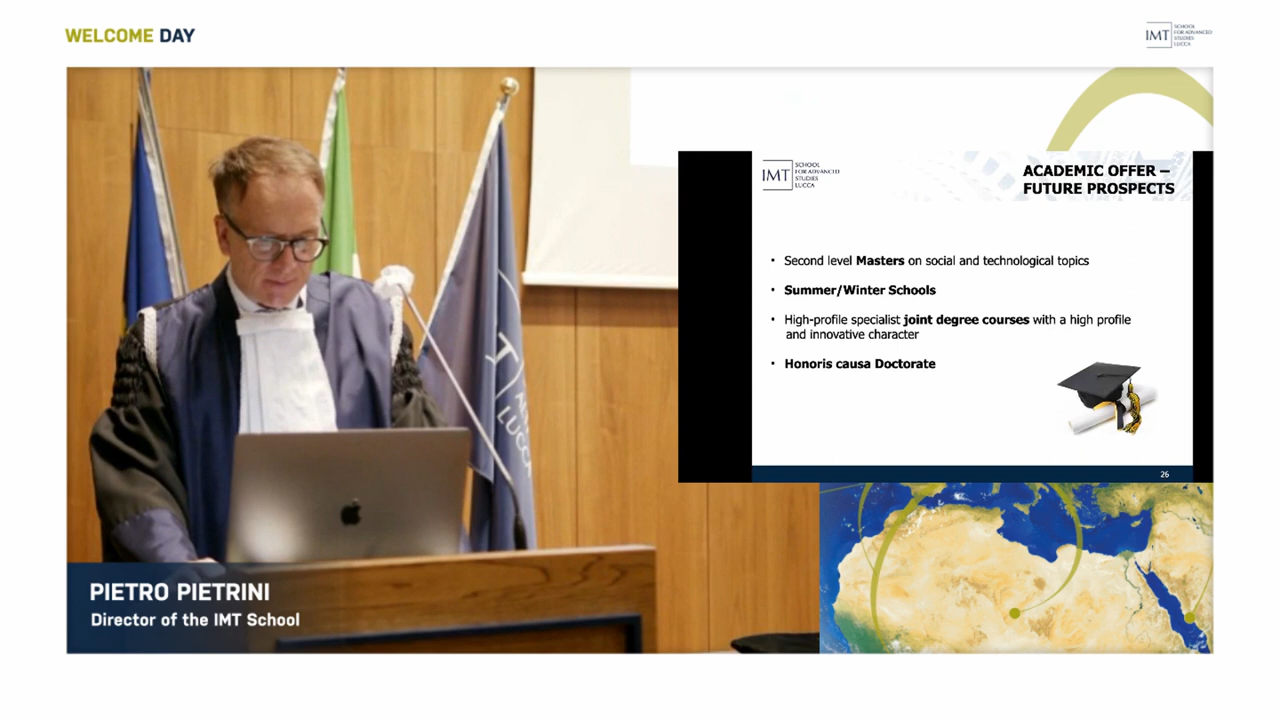 WELCOME DAY
IMT SCHOOL
FOR ADVANCED
STUDIES
LUCCA
IMT SCHOOL
FOR ADVANCED
STUDIES
LUCCA
ACADEMIC OFFER –
FUTURE PROSPECTS
• Second level Masters on social and technological topics
• Summer/Winter Schools
• High-profile specialist joint degree courses with a high profile
and innovative character
• Honoris causa Doctorate
26
LUCCA
PIETRO PIETRINI
Director of the IMT School